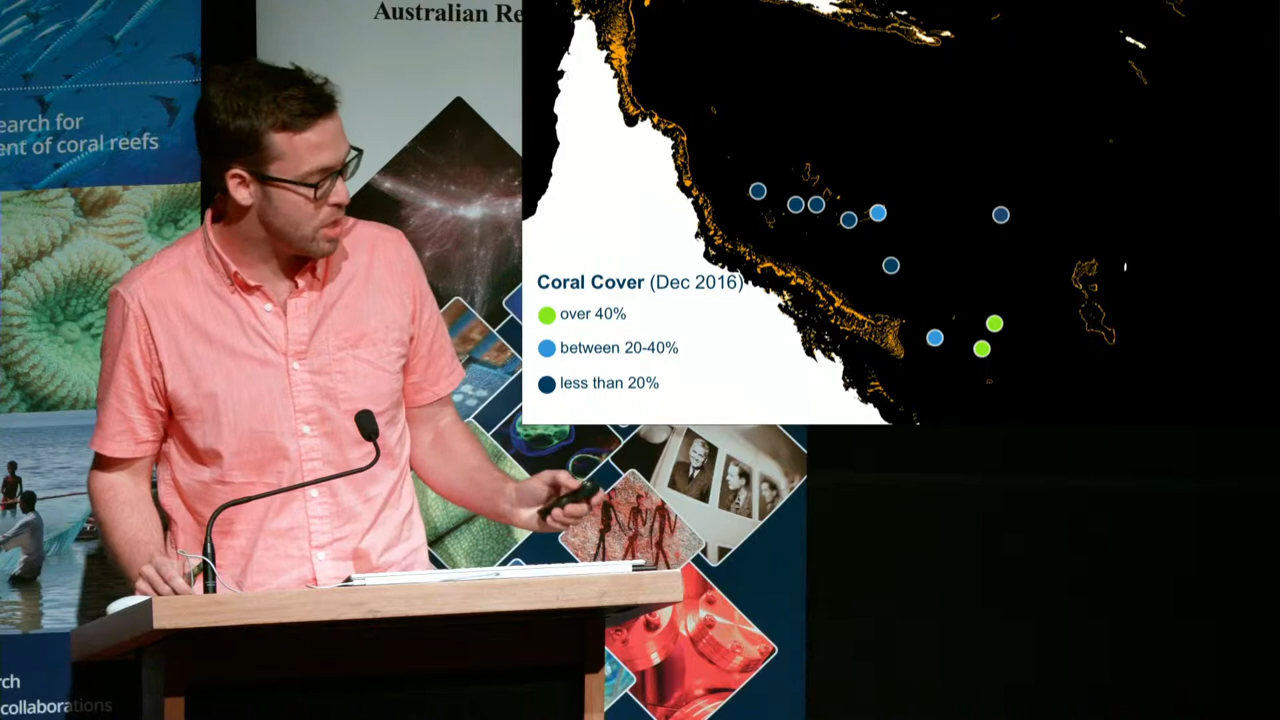 Australian Re
earch for
ent of coral reefs
Coral Cover (Dec 2016)
over 40%
between 20-40%
less than 20%
rch
collaborations